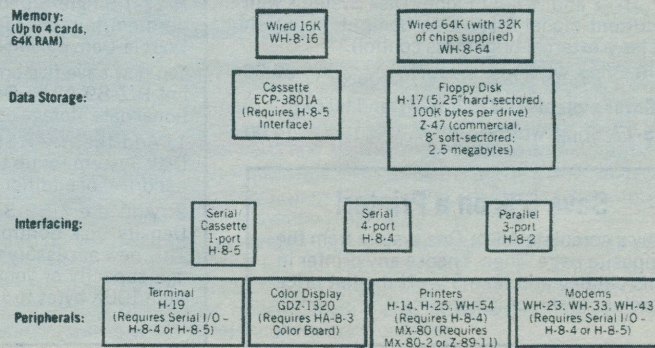 Memory:
(Up to 4 cards,
64K RAM)
Wired 16K
WH-8-16
Wired 64K (with 32K
of chips supplied)
WH-8-64
Data Storage:
Cassette
ECP-3801A
(Requires H-8-5
Interface)
Floppy Disk
H-17 (5.25" hard-sectored,
100K bytes per drive)
Z-47 (commercial,
8" soft-sectored;
2.5 megabytes)
Interfacing:
Serial
Cassette
1-port
H-8-5
Serial
4-port
H-8-4
Parallel
3-port
H-8-2
Peripherals:
Terminal
H-19
(Requires Serial I/O -
H-8-4 or H-8-5)
Color Display
GDZ-1320
(Requires HA-8-3
Color Board)
Printers
H-14, H-25, WH-54
(Requires H-8-4)
MX-80 (Requires
MX-80-2 or Z-89-11)
Modems
WH-23, WH-33, WH-43
(Requires Serial I/O -
H-8-4 or H-8-5)